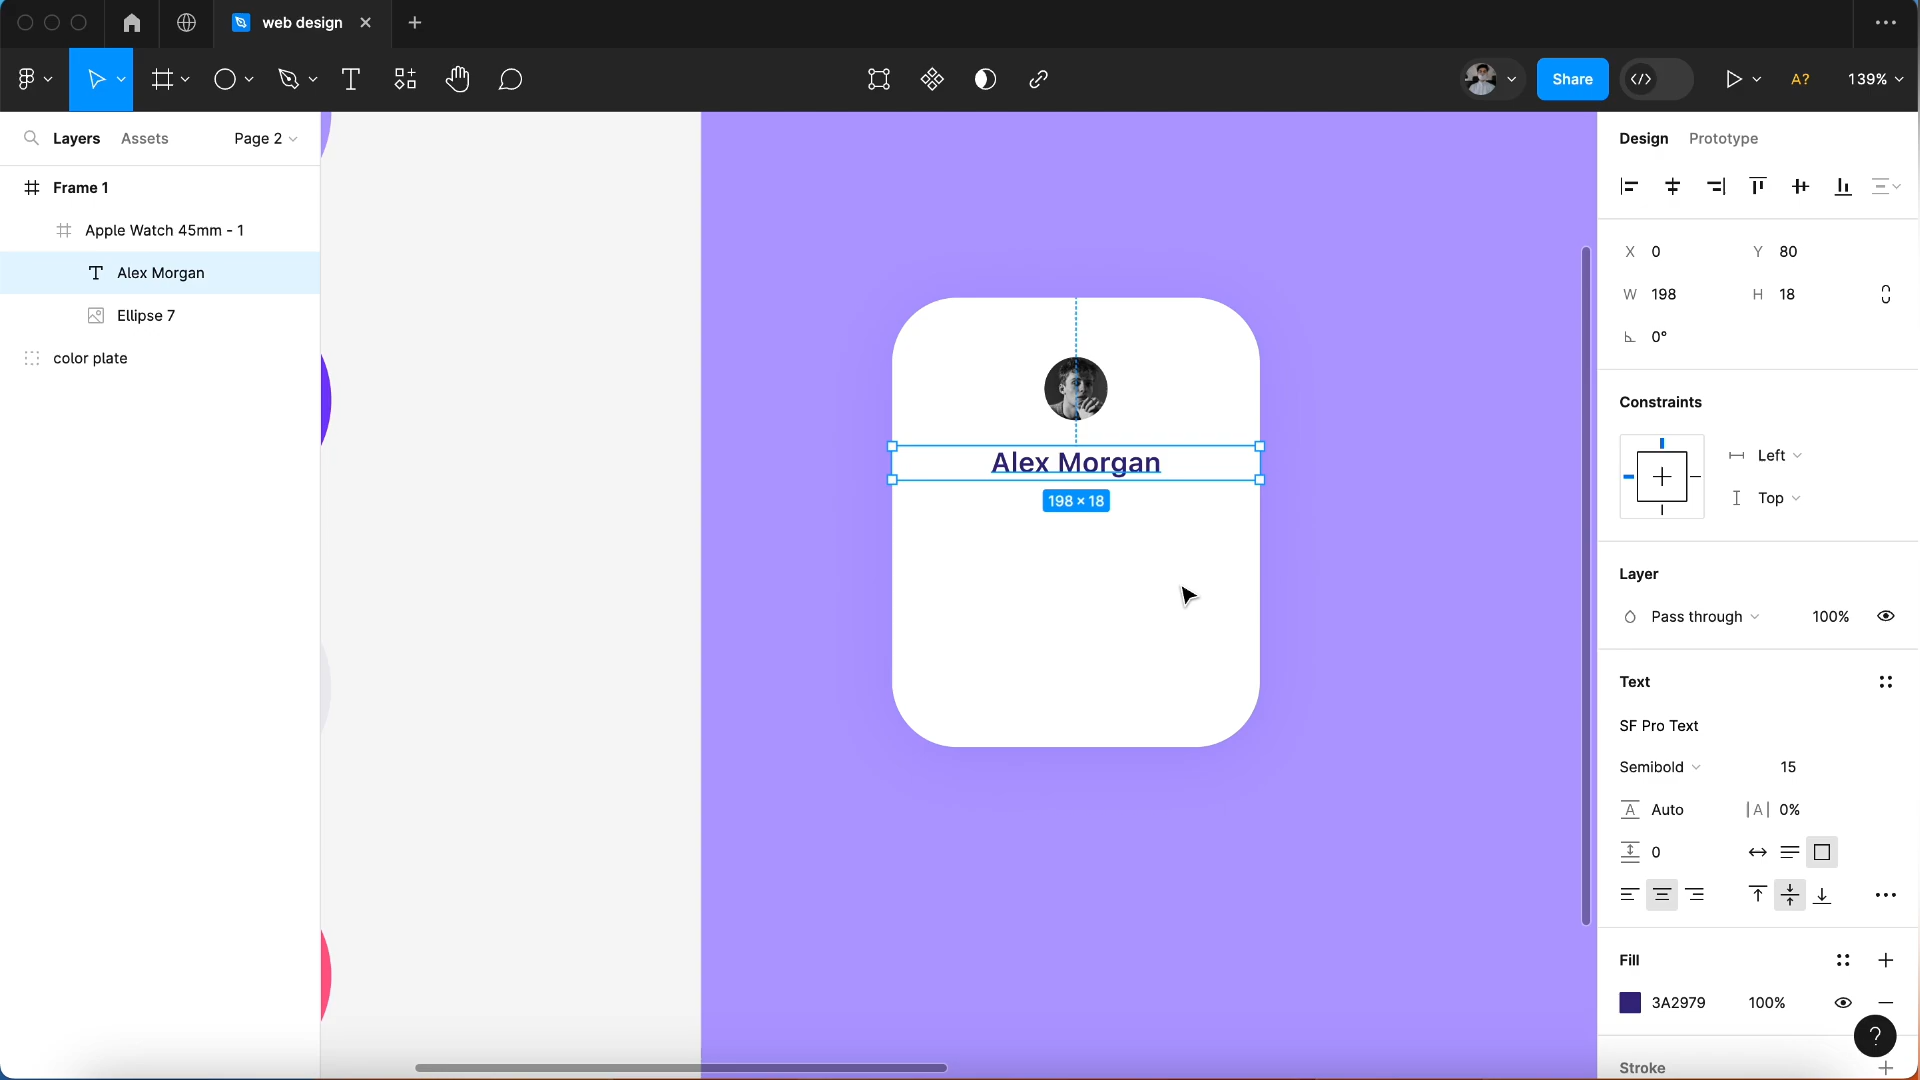 web design
Share
A?
139%
Layers
Assets
Page 2
Design
Prototype
Frame 1
Apple Watch 45mm - 1
Alex Morgan
Ellipse 7
color plate
Alex Morgan
198 × 18
X 0
Y 80
W 198
H 18
0°
Constraints
Left
Top
Layer
Pass through
100%
Text
SF Pro Text
Semibold
15
A Auto
|A| 0%
0
Fill
3A2979
100%
?
Stroke